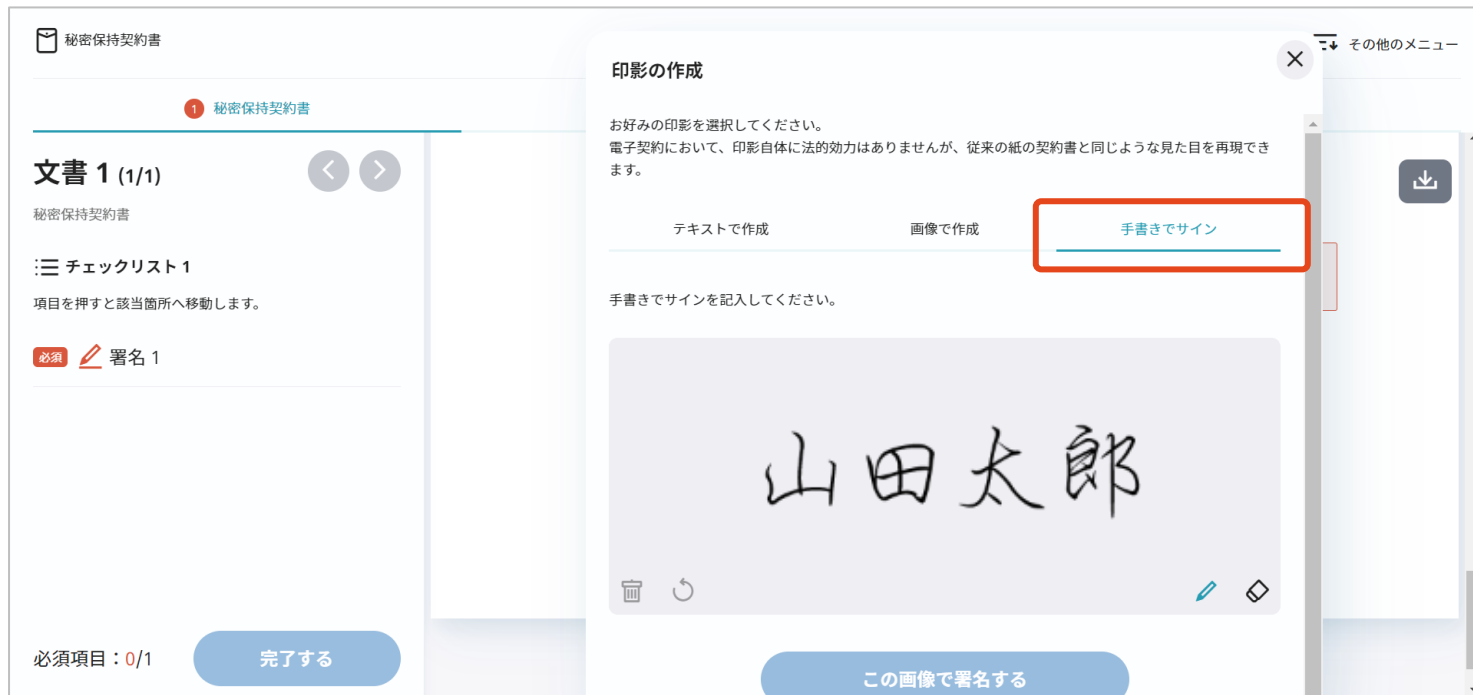 秘密保持契約書
その他のメニュー
1 秘密保持契約書
文書 1 (1/1)
秘密保持契約書
チェックリスト 1
項目を押すと該当箇所へ移動します。
必須 署名 1
必須項目：0/1
完了する
印影の作成
お好みの印影を選択してください。
電子契約において、印影自体に法的効力はありませんが、従来の紙の契約書と同じような見た目を再現でき
ます。
テキストで作成 画像で作成 手書きでサイン
手書きでサインを記入してください。
山田太郎
この画像で署名する